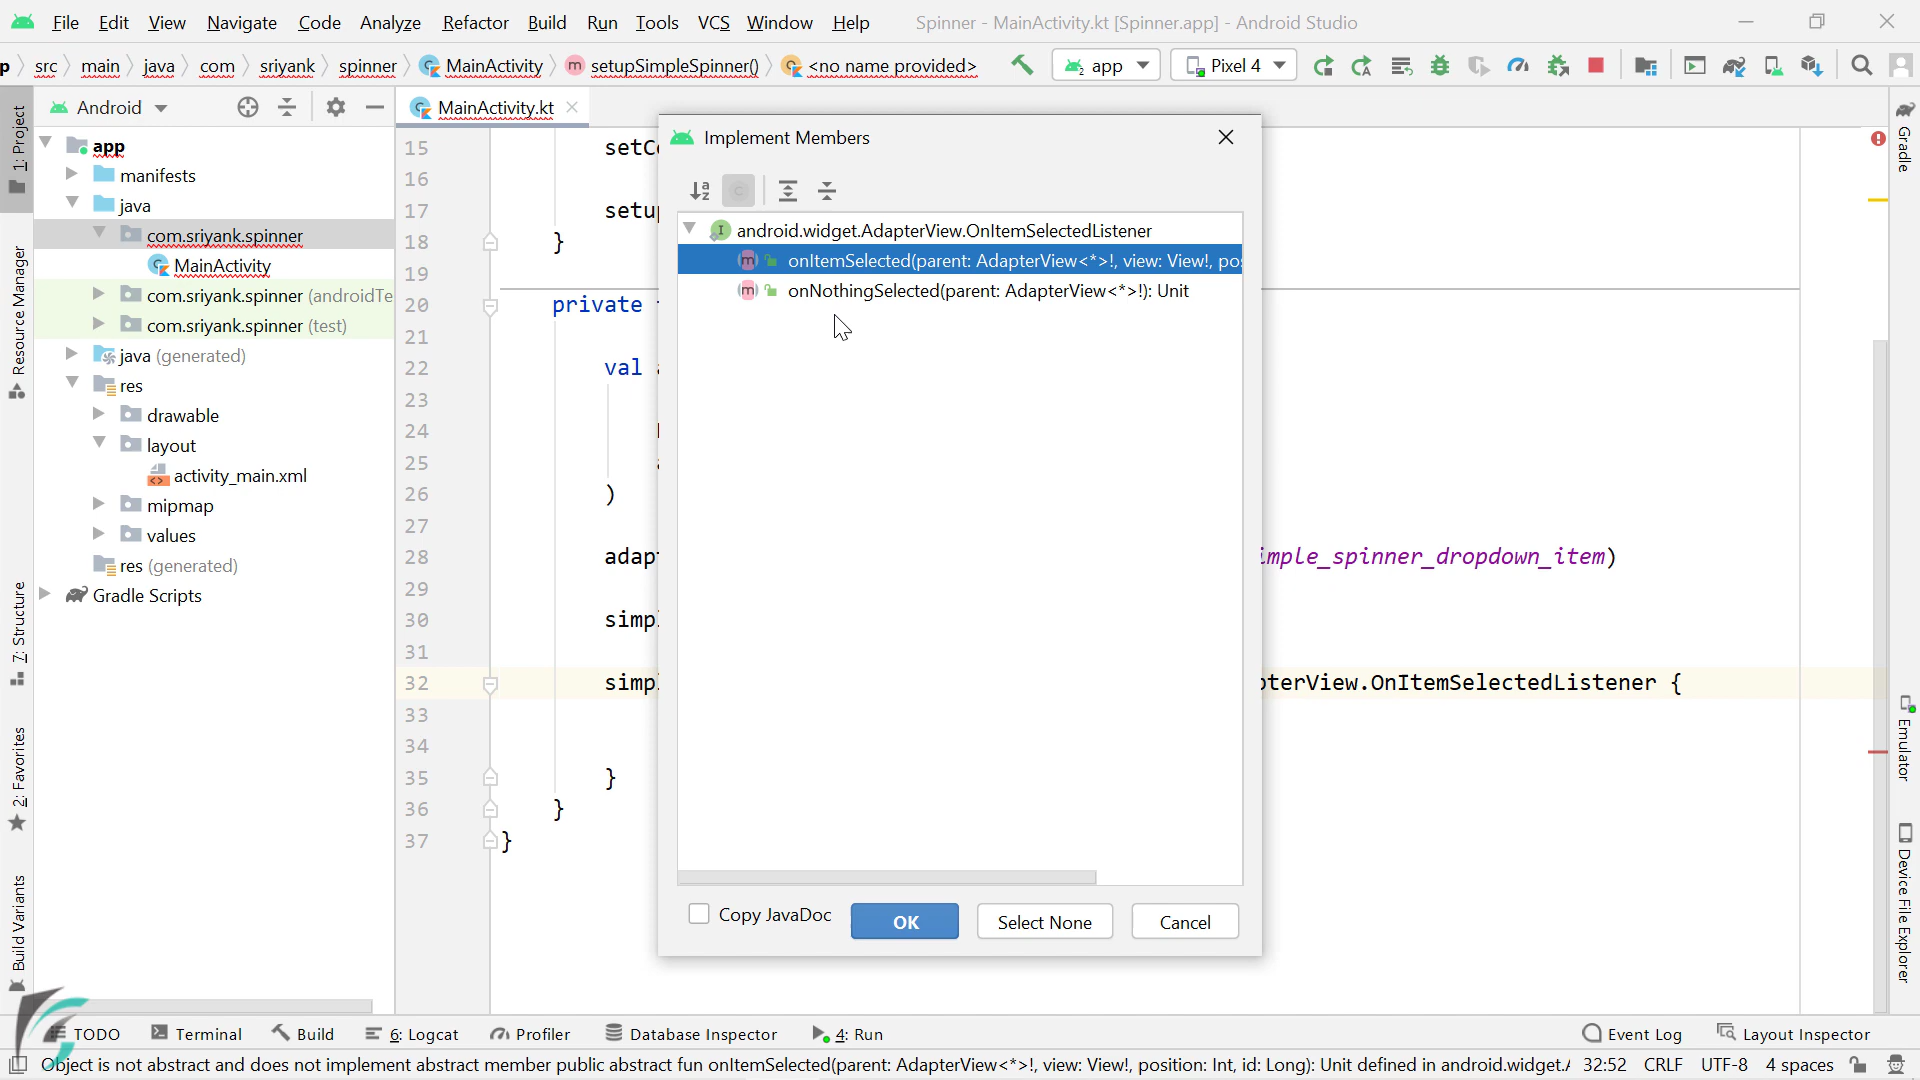 File Edit View Navigate Code Analyze Refactor Build Run Tools VCS Window Help Spinner - MainActivity.kt [Spinner.app] - Android Studio
p src main java com sriyank spinner MainActivity setupSimpleSpinner() <no name provided> app Pixel 4
Android MainActivity.kt
1: Project
Resource Manager
7: Structure
2: Favorites
Build Variants
app
manifests
java
com.sriyank.spinner
MainActivity
com.sriyank.spinner (androidTe
com.sriyank.spinner (test)
java (generated)
res
drawable
layout
activity_main.xml
mipmap
values
res (generated)
Gradle Scripts
15 setCo
16
17 setup
18 }
19
20 private
21
22 val a
23
24
25
26 )
27
28 adapt imple_spinner_dropdown_item)
29
30 simpl
31
32 simpl pterView.OnItemSelectedListener {
33
34
35 }
36 }
37 }
Implement Members
android.widget.AdapterView.OnItemSelectedListener
onItemSelected(parent: AdapterView<*>!, view: View!, pos
onNothingSelected(parent: AdapterView<*>!): Unit
Copy JavaDoc OK Select None Cancel
Gradle
Emulator
Device File Explorer
TODO Terminal Build 6: Logcat Profiler Database Inspector 4: Run Event Log Layout Inspector
Object is not abstract and does not implement abstract member public abstract fun onItemSelected(parent: AdapterView<*>!, view: View!, position: Int, id: Long): Unit defined in android.widget.A 32:52 CRLF UTF-8 4 spaces